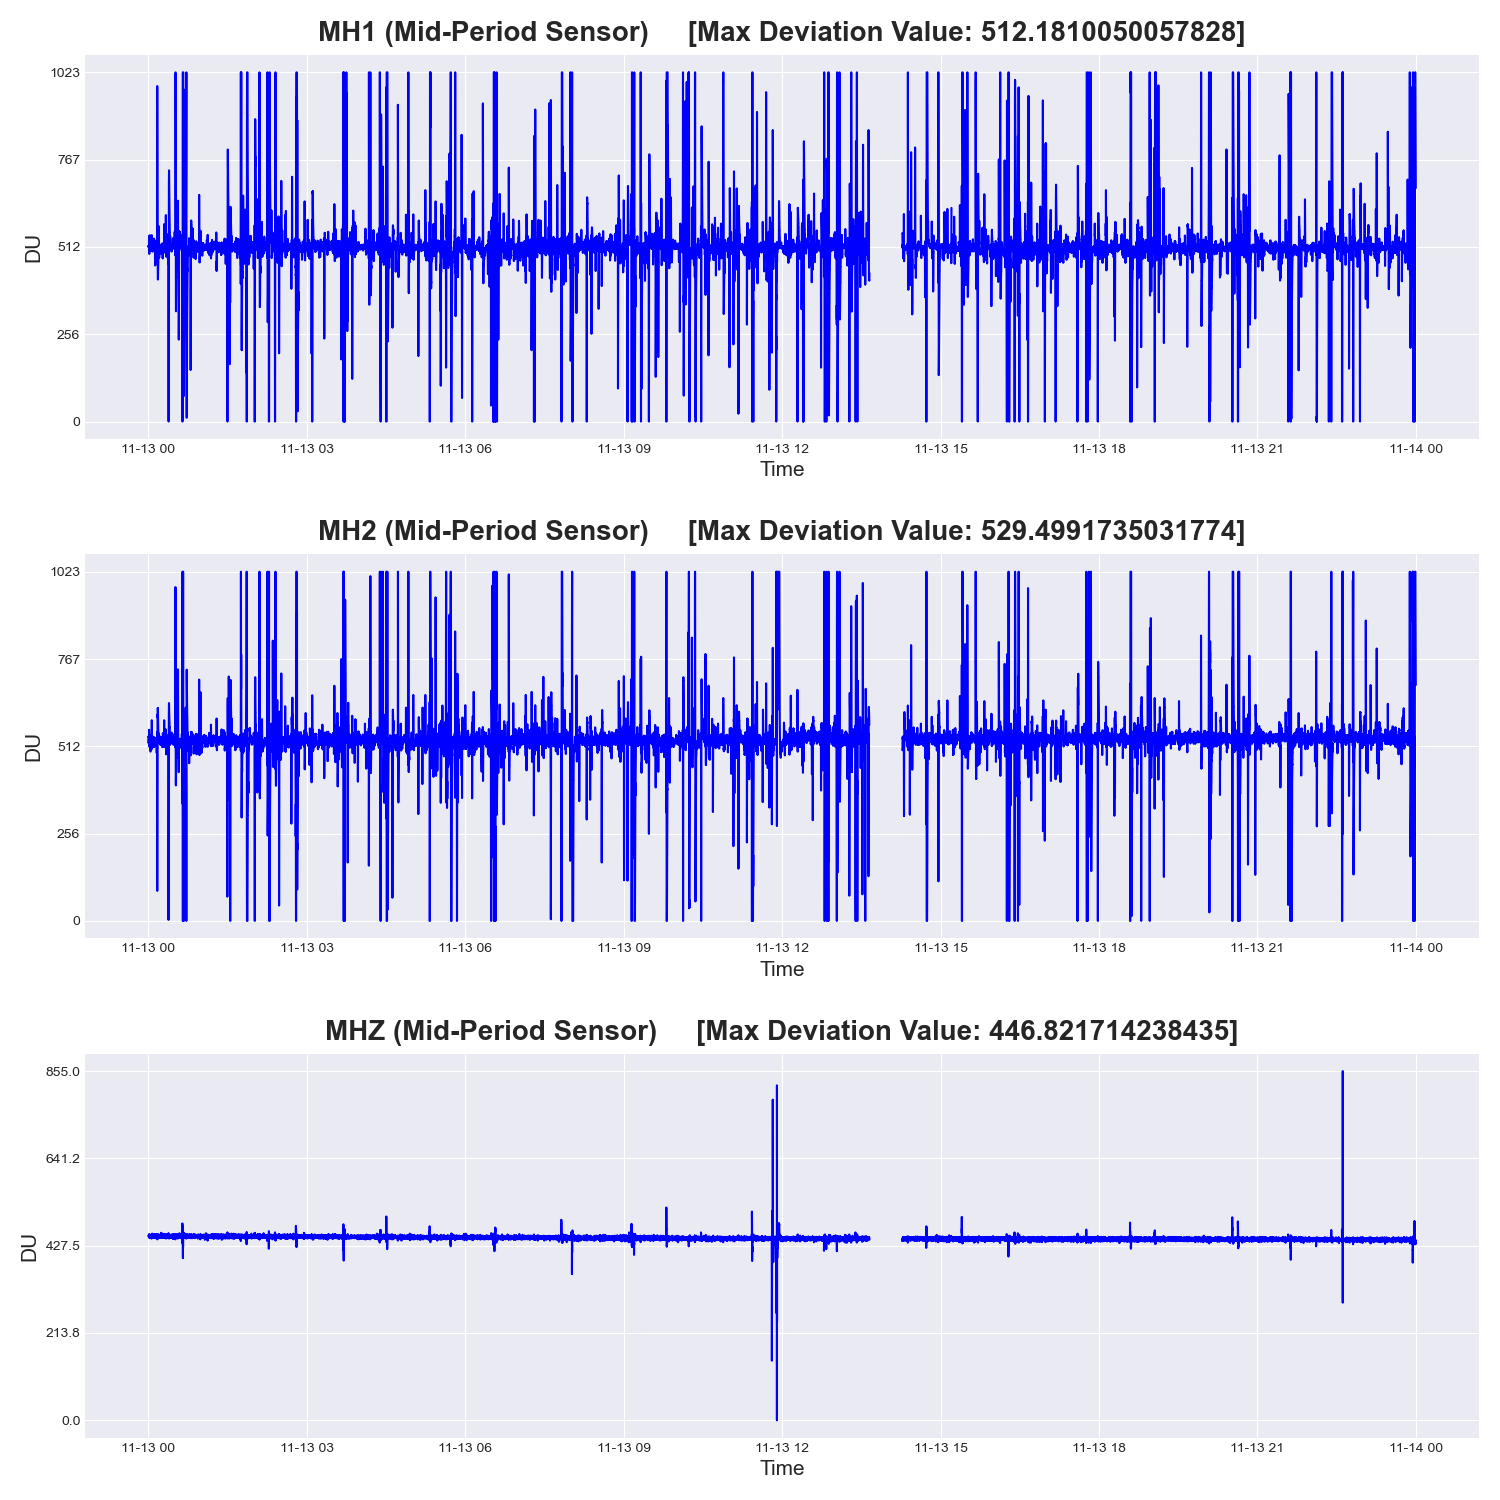 MH1 (Mid-Period Sensor) [Max Deviation Value: 512.1810050057828]
1023
767
512
256
0
DU
11-13 00 11-13 03 11-13 06 11-13 09 11-13 12 11-13 15 11-13 18 11-13 21 11-14 00
Time
MH2 (Mid-Period Sensor) [Max Deviation Value: 529.4991735031774]
1023
767
512
256
0
DU
11-13 00 11-13 03 11-13 06 11-13 09 11-13 12 11-13 15 11-13 18 11-13 21 11-14 00
Time
MHZ (Mid-Period Sensor) [Max Deviation Value: 446.821714238435]
855.0
641.2
427.5
213.8
0.0
DU
11-13 00 11-13 03 11-13 06 11-13 09 11-13 12 11-13 15 11-13 18 11-13 21 11-14 00
Time